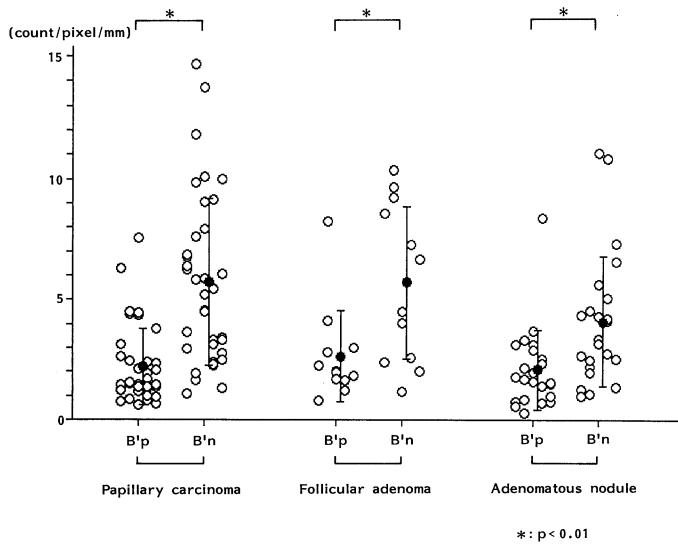 * * *
(count/pixel/mm)
15
10
5
0
B'p B'n B'p B'n B'p B'n
Papillary carcinoma Follicular adenoma Adenomatous nodule
*: p<0.01